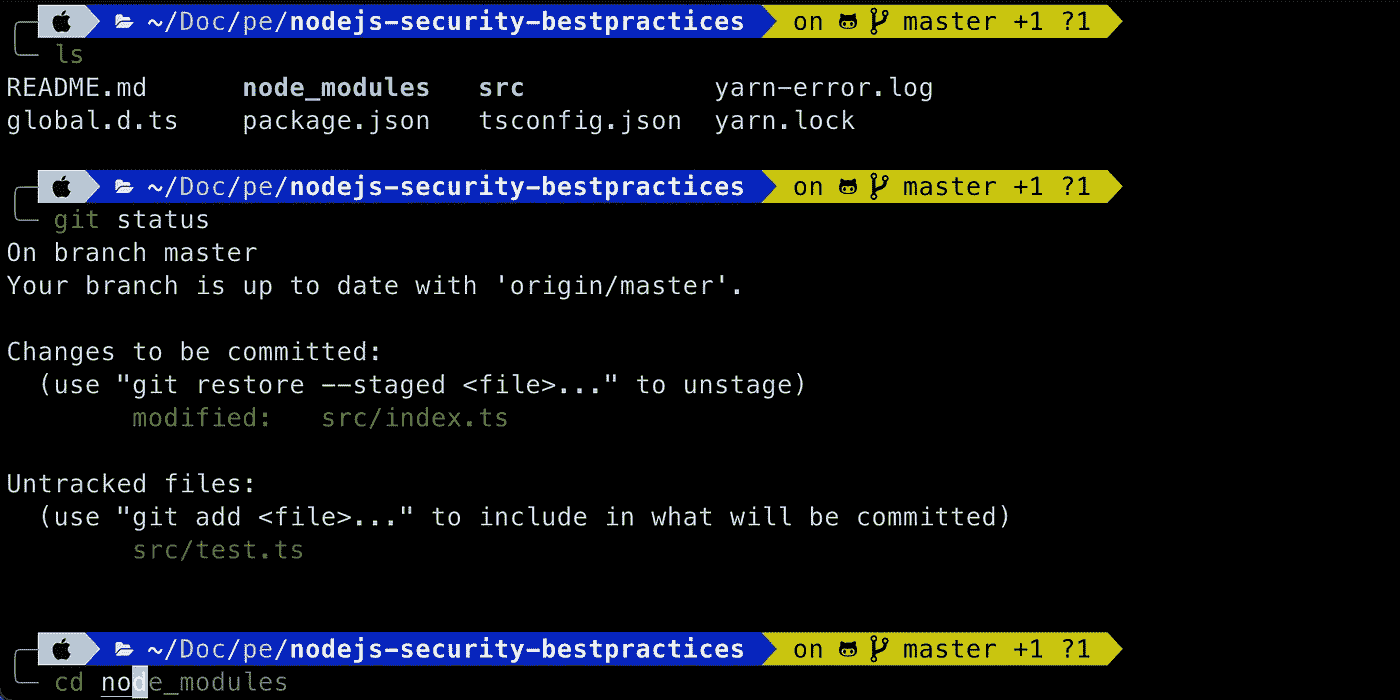 ~/Doc/pe/nodejs-security-bestpractices on master +1 ?1
ls
README.md node_modules src yarn-error.log
global.d.ts package.json tsconfig.json yarn.lock
~/Doc/pe/nodejs-security-bestpractices on master +1 ?1
git status
On branch master
Your branch is up to date with 'origin/master'.
Changes to be committed:
(use "git restore --staged <file>..." to unstage)
modified: src/index.ts
Untracked files:
(use "git add <file>..." to include in what will be committed)
src/test.ts
~/Doc/pe/nodejs-security-bestpractices on master +1 ?1
cd node_modules